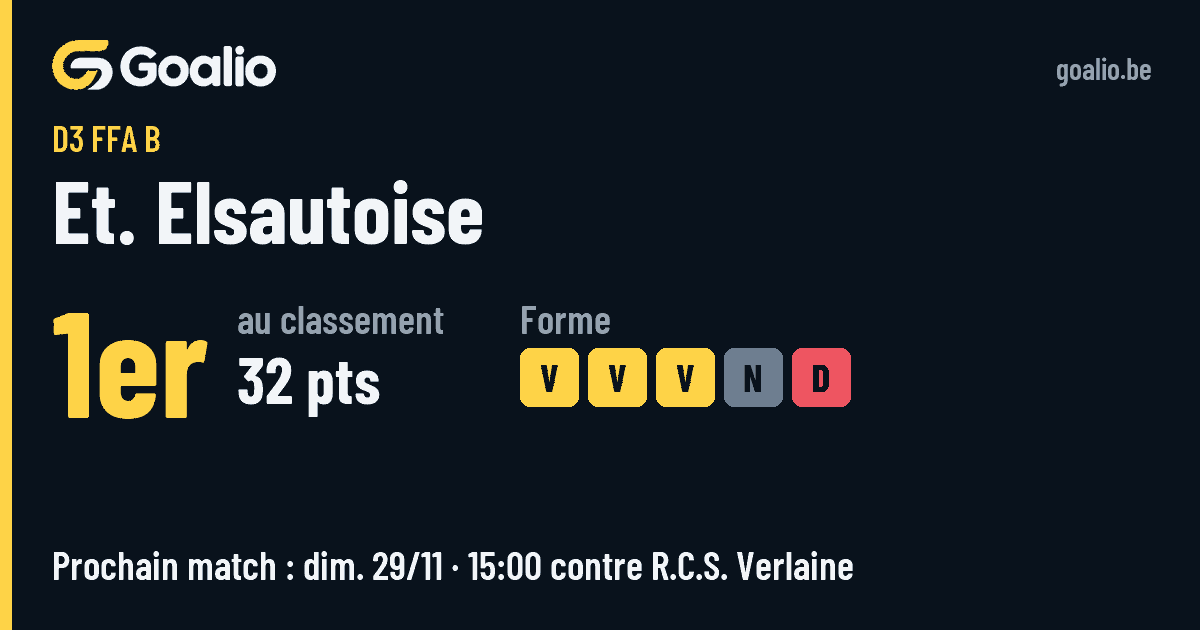 Goalio
goalio.be
D3 FFA B
Et. Elsautoise
1er
au classement
32 pts
Forme
V V V N D
Prochain match : dim. 29/11 · 15:00 contre R.C.S. Verlaine